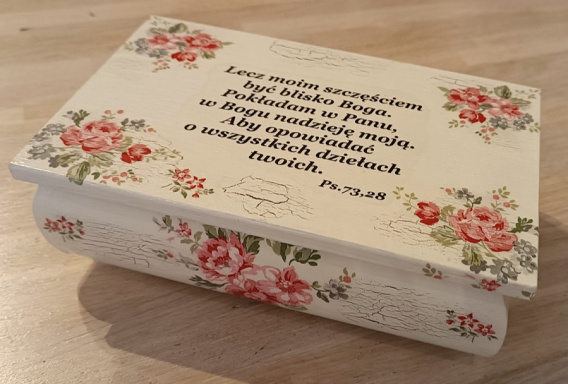 Lecz moim szczęściem
być blisko Boga.
Pokładam w Panu,
w Bogu nadzieję moją.
Aby opowiadać
o wszystkich dziełach
twoich.
Ps.73,28